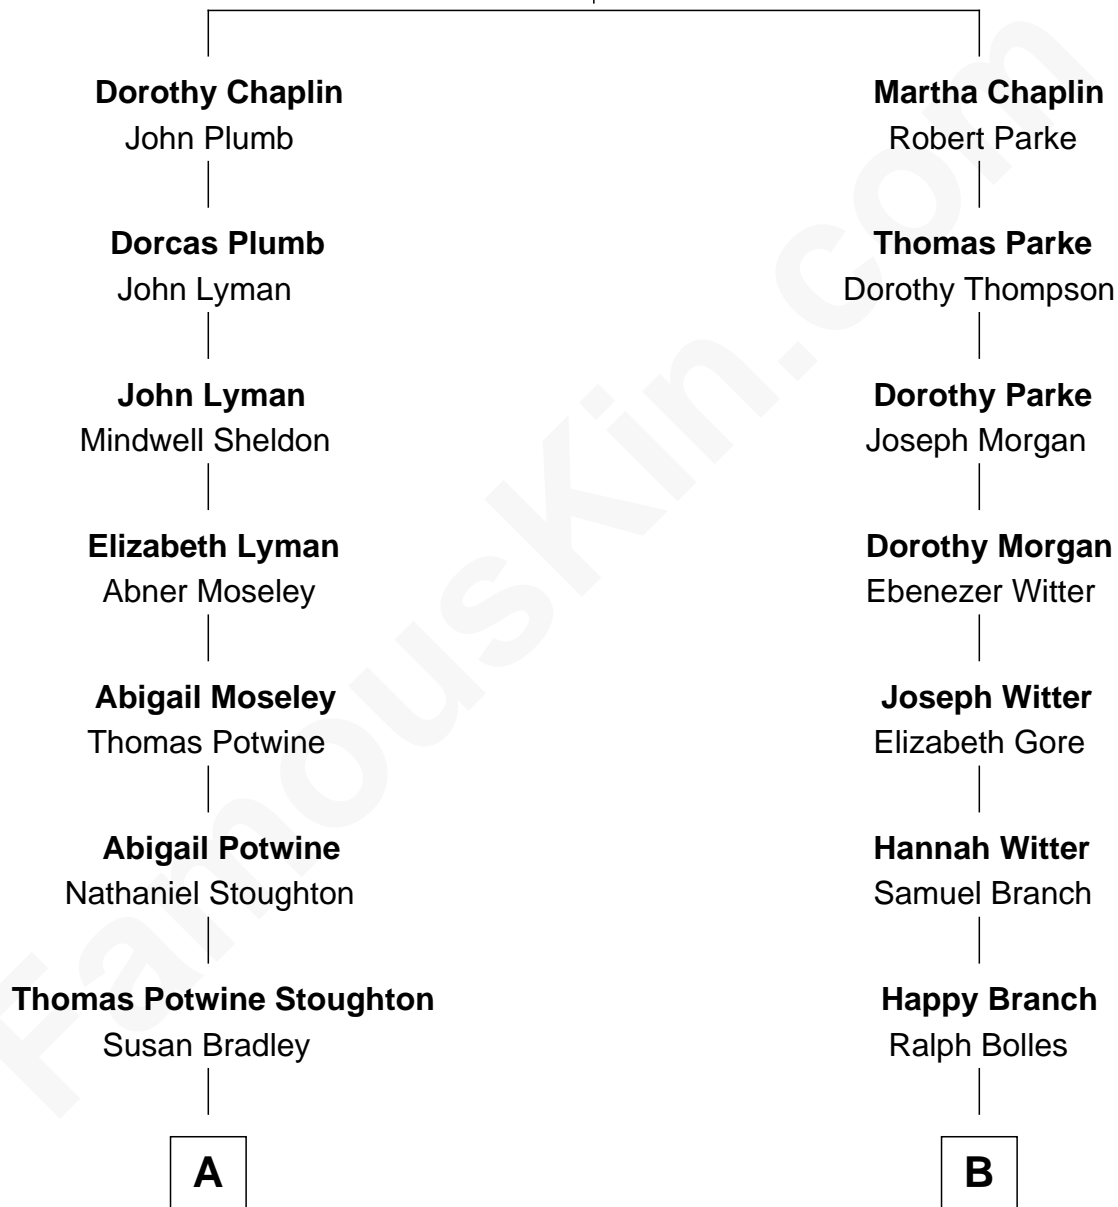 Dorothy Chaplin
John Plumb
Martha Chaplin
Robert Parke
Dorcas Plumb
John Lyman
Thomas Parke
Dorothy Thompson
John Lyman
Mindwell Sheldon
Dorothy Parke
Joseph Morgan
Elizabeth Lyman
Abner Moseley
Dorothy Morgan
Ebenezer Witter
Abigail Moseley
Thomas Potwine
Joseph Witter
Elizabeth Gore
Abigail Potwine
Nathaniel Stoughton
Hannah Witter
Samuel Branch
Thomas Potwine Stoughton
Susan Bradley
Happy Branch
Ralph Bolles
A
B
FamousKin.com